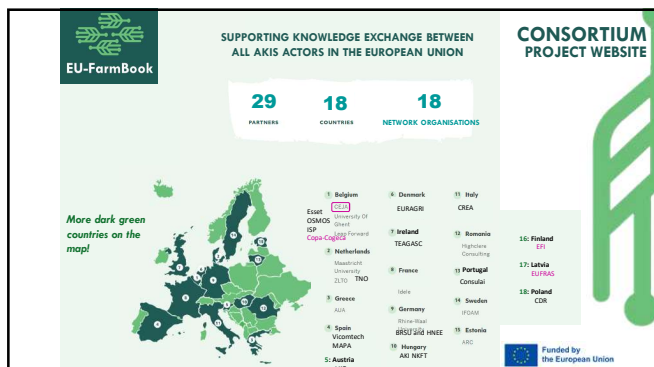 EU-FarmBook
SUPPORTING KNOWLEDGE EXCHANGE BETWEEN
ALL AKIS ACTORS IN THE EUROPEAN UNION
CONSORTIUM
PROJECT WEBSITE
29
PARTNERS
18
COUNTRIES
18
NETWORK ORGANISATIONS
More dark green
countries on the
map!
1 Belgium
CEJA
Esset
OSMOS
University Of
Ghent
ISP
Leap Forward
Copa-Cogeca
2 Netherlands
Maastricht
University
ZLTO TNO
3 Greece
AUA
4 Spain
Vicomtech
MAPA
5: Austria
6 Denmark
EURAGRI
7 Ireland
TEAGASC
8 France
Idele
9 Germany
Rhine-Waal
BRSU and HNEE
10 Hungary
AKI NKFT
11 Italy
CREA
12 Romania
Highclere
Consulting
13 Portugal
Consulai
14 Sweden
IFOAM
15 Estonia
ARC
16: Finland
EFI
17: Latvia
EUFRAS
18: Poland
CDR
Funded by
the European Union